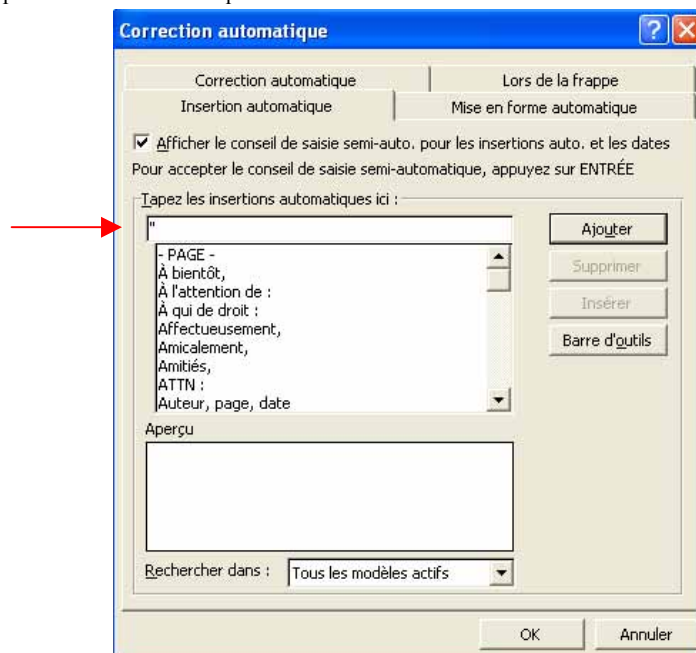 Correction automatique
Correction automatique
Lors de la frappe
Insertion automatique
Mise en forme automatique
Afficher le conseil de saisie semi-auto. pour les insertions auto. et les dates
Pour accepter le conseil de saisie semi-automatique, appuyez sur ENTRÉE
Tapez les insertions automatiques ici :
"
Ajouter
- PAGE -
À bientôt,
À l'attention de :
À qui de droit :
Affectueusement,
Amicalement,
Amitiés,
ATTN :
Auteur, page, date
Supprimer
Insérer
Barre d'outils
Aperçu
Rechercher dans :
Tous les modèles actifs
OK
Annuler